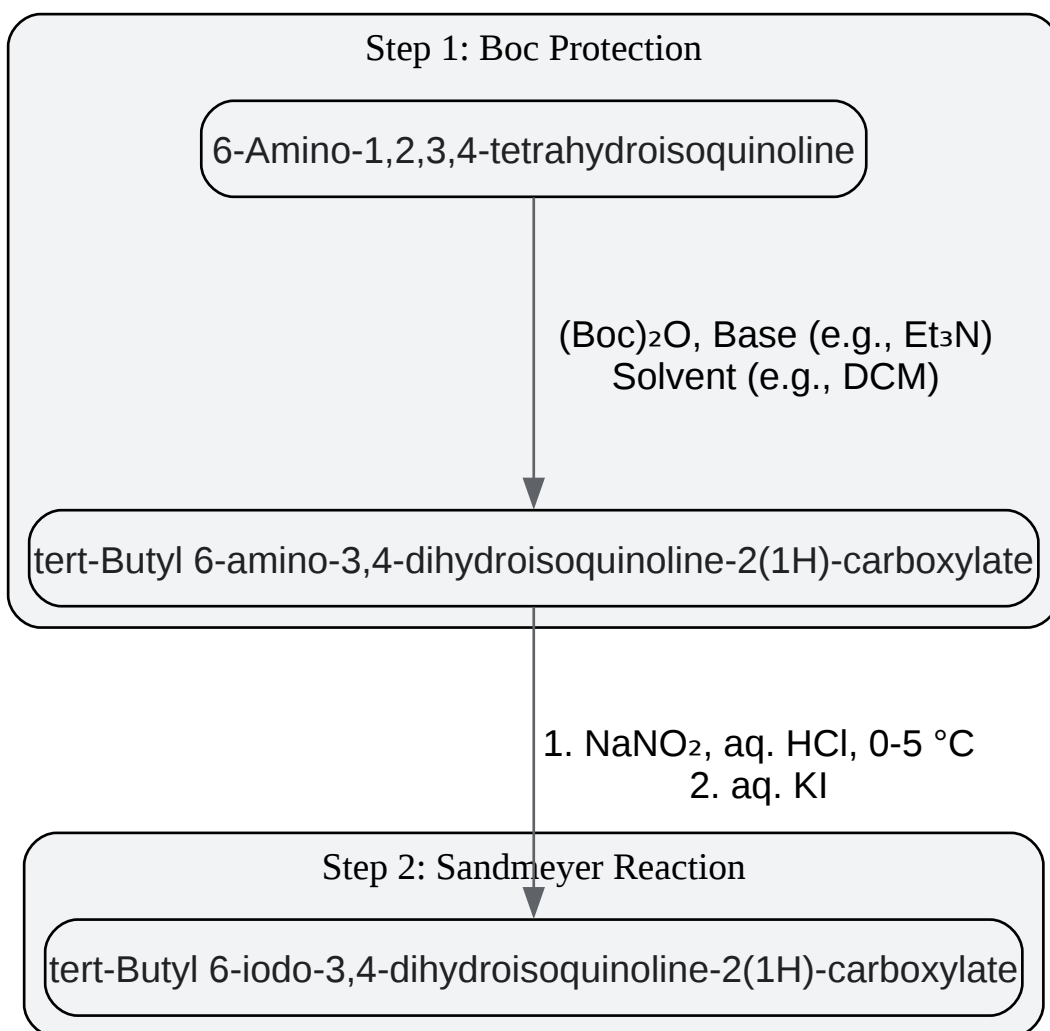 Step 1: Boc Protection
6-Amino-1,2,3,4-tetrahydroisoquinoline
(Boc)₂O, Base (e.g., Et₃N)
Solvent (e.g., DCM)
tert-Butyl 6-amino-3,4-dihydroisoquinoline-2(1H)-carboxylate
1. NaNO₂, aq. HCl, 0-5 °C
2. aq. KI
Step 2: Sandmeyer Reaction
tert-Butyl 6-iodo-3,4-dihydroisoquinoline-2(1H)-carboxylate